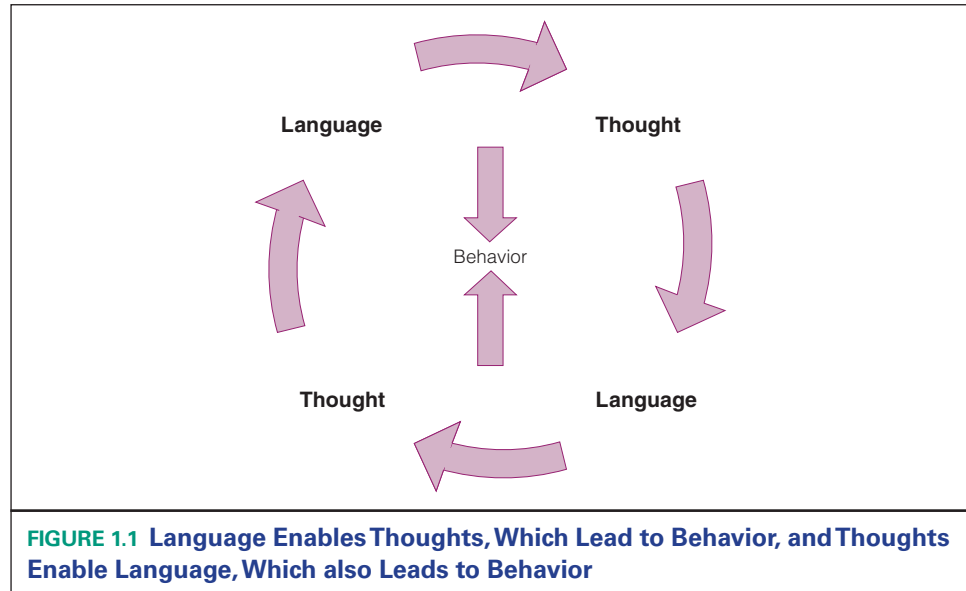 Language Thought
Behavior
Thought Language
FIGURE 1.1 Language Enables Thoughts, Which Lead to Behavior, and Thoughts
Enable Language, Which also Leads to Behavior